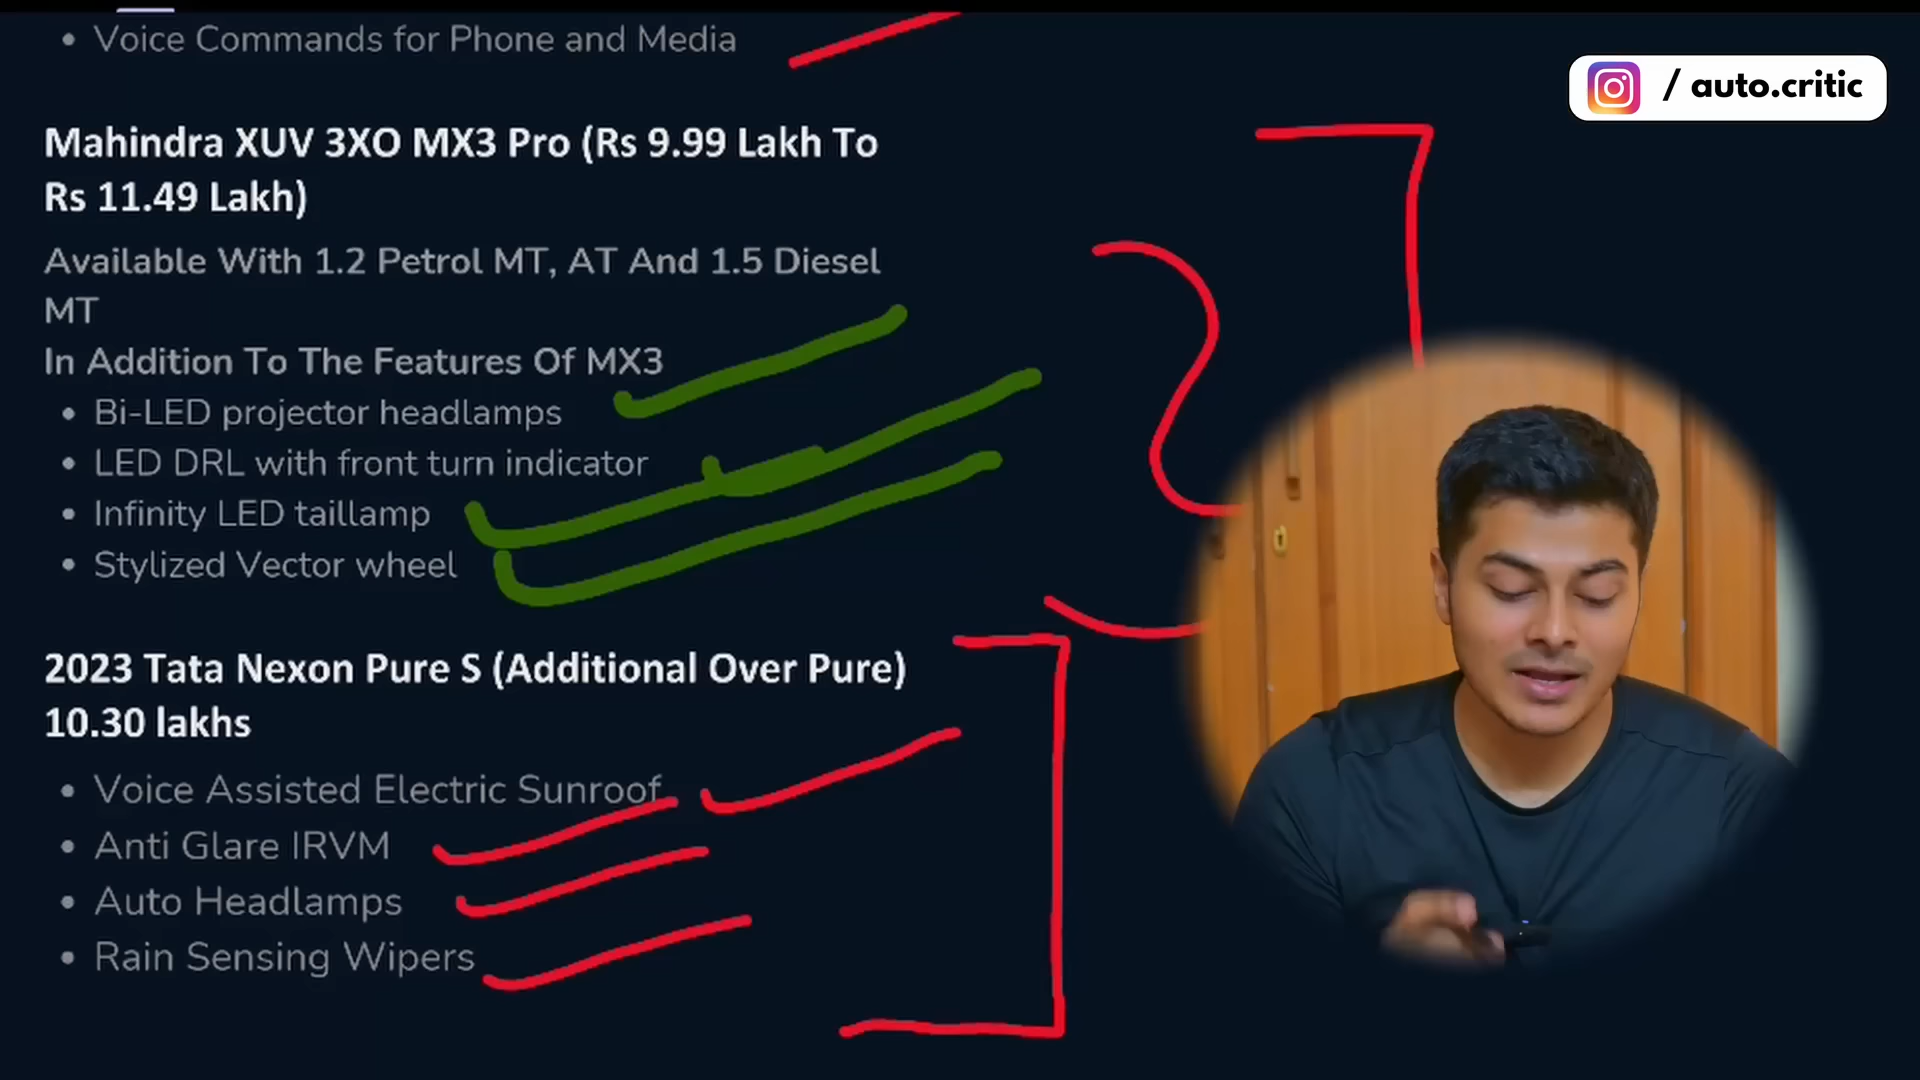 Voice Commands for Phone and Media
/ auto.critic
Mahindra XUV 3XO MX3 Pro (Rs 9.99 Lakh To
Rs 11.49 Lakh)
Available With 1.2 Petrol MT, AT And 1.5 Diesel
MT
In Addition To The Features Of MX3
Bi-LED projector headlamps
LED DRL with front turn indicator
Infinity LED taillamp
Stylized Vector wheel
2023 Tata Nexon Pure S (Additional Over Pure)
10.30 lakhs
Voice Assisted Electric Sunroof
Anti Glare IRVM
Auto Headlamps
Rain Sensing Wipers